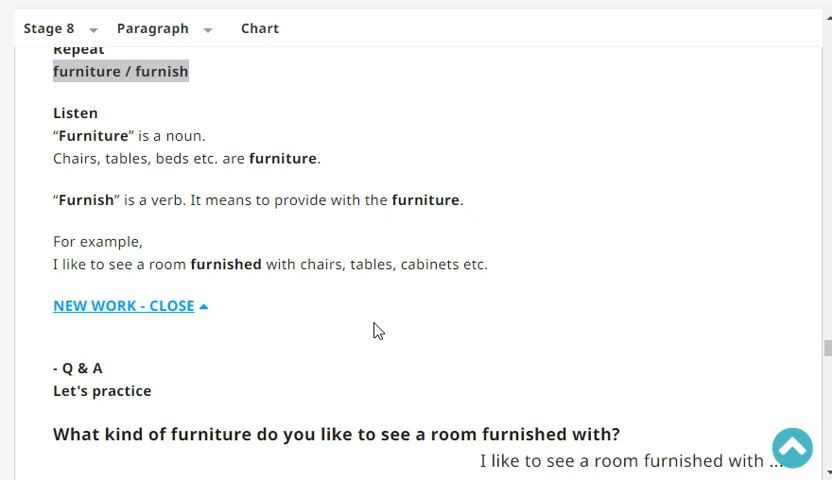 Stage 8 Paragraph Chart
Repeat
furniture / furnish
Listen
“Furniture” is a noun.
Chairs, tables, beds etc. are furniture.
“Furnish” is a verb. It means to provide with the furniture.
For example,
I like to see a room furnished with chairs, tables, cabinets etc.
NEW WORK - CLOSE
- Q & A
Let's practice
What kind of furniture do you like to see a room furnished with?
I like to see a room furnished with ...